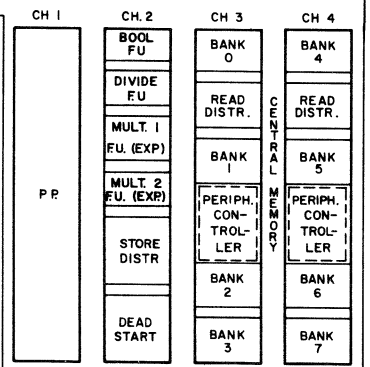 CH 1
CH. 2
CH 3
CH 4
P.P.
BOOL
F.U
DIVIDE
F.U
MULT. 1
F.U. (EXP)
MULT. 2
F.U. (EXP.)
STORE
DISTR
DEAD
START
BANK
0
READ
DISTR.
BANK
1
PERIPH.
CON-
TROL-
LER
BANK
2
BANK
3
CENTRAL MEMORY
BANK
4
READ
DISTR.
BANK
5
PERIPH.
CON-
TROL-
LER
BANK
6
BANK
7